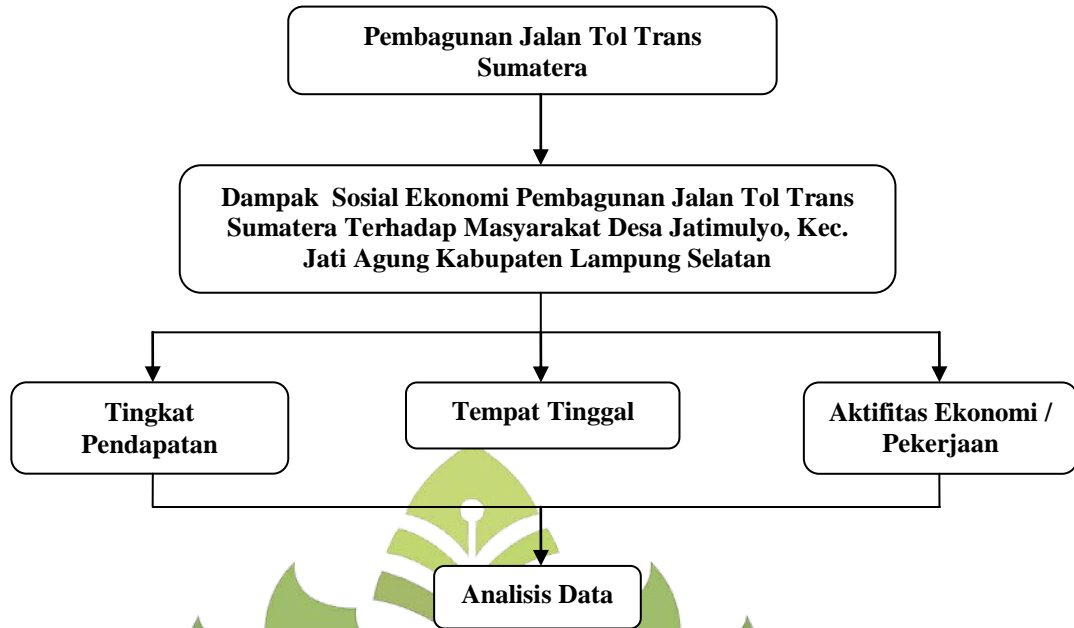 Pembagunan Jalan Tol Trans
Sumatera
Dampak Sosial Ekonomi Pembagunan Jalan Tol Trans
Sumatera Terhadap Masyarakat Desa Jatimulyo, Kec.
Jati Agung Kabupaten Lampung Selatan
Tingkat
Pendapatan
Tempat Tinggal
Aktifitas Ekonomi /
Pekerjaan
Analisis Data